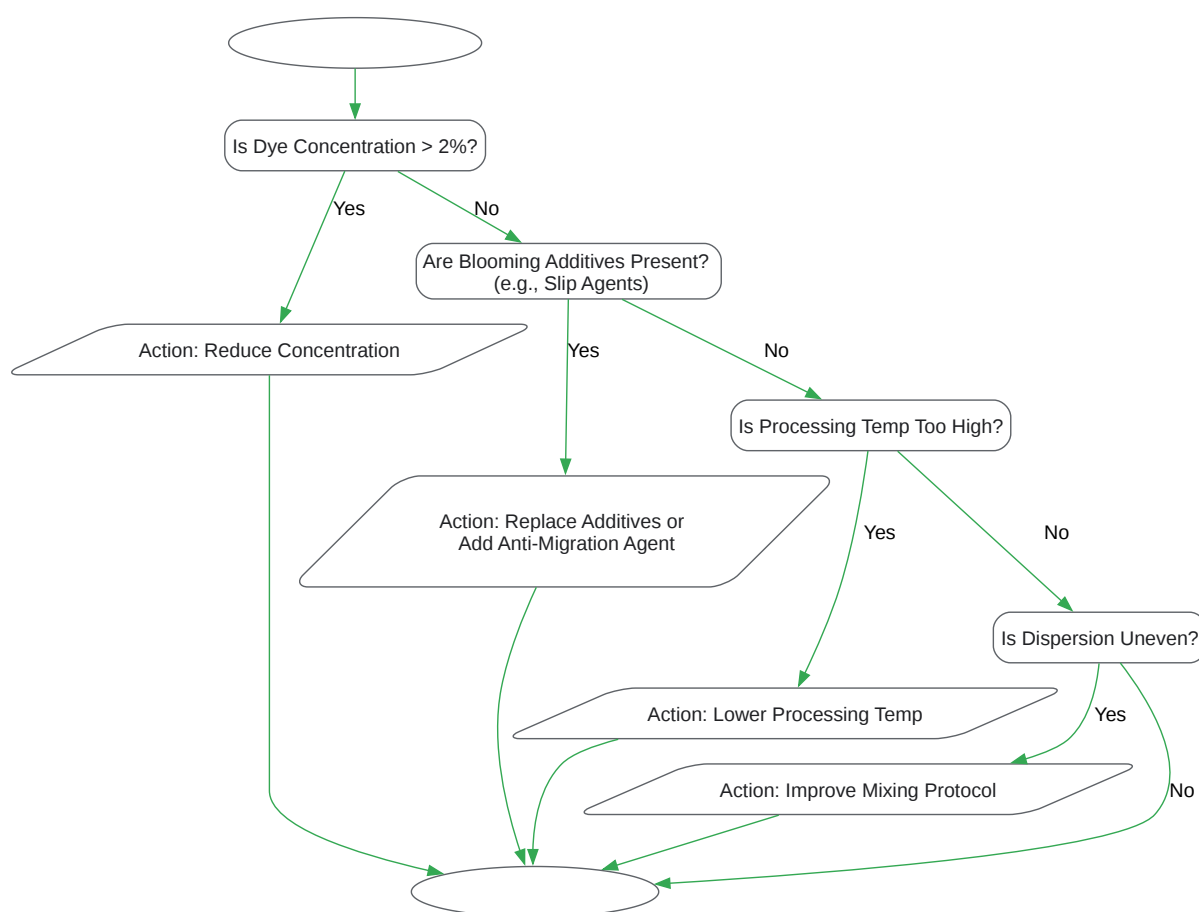 Is Dye Concentration > 2%?
Yes
No
Are Blooming Additives Present?
(e.g., Slip Agents)
Action: Reduce Concentration
Yes
No
Is Processing Temp Too High?
Action: Replace Additives or
Add Anti-Migration Agent
Yes
No
Is Dispersion Uneven?
Action: Lower Processing Temp
Yes
Action: Improve Mixing Protocol
No